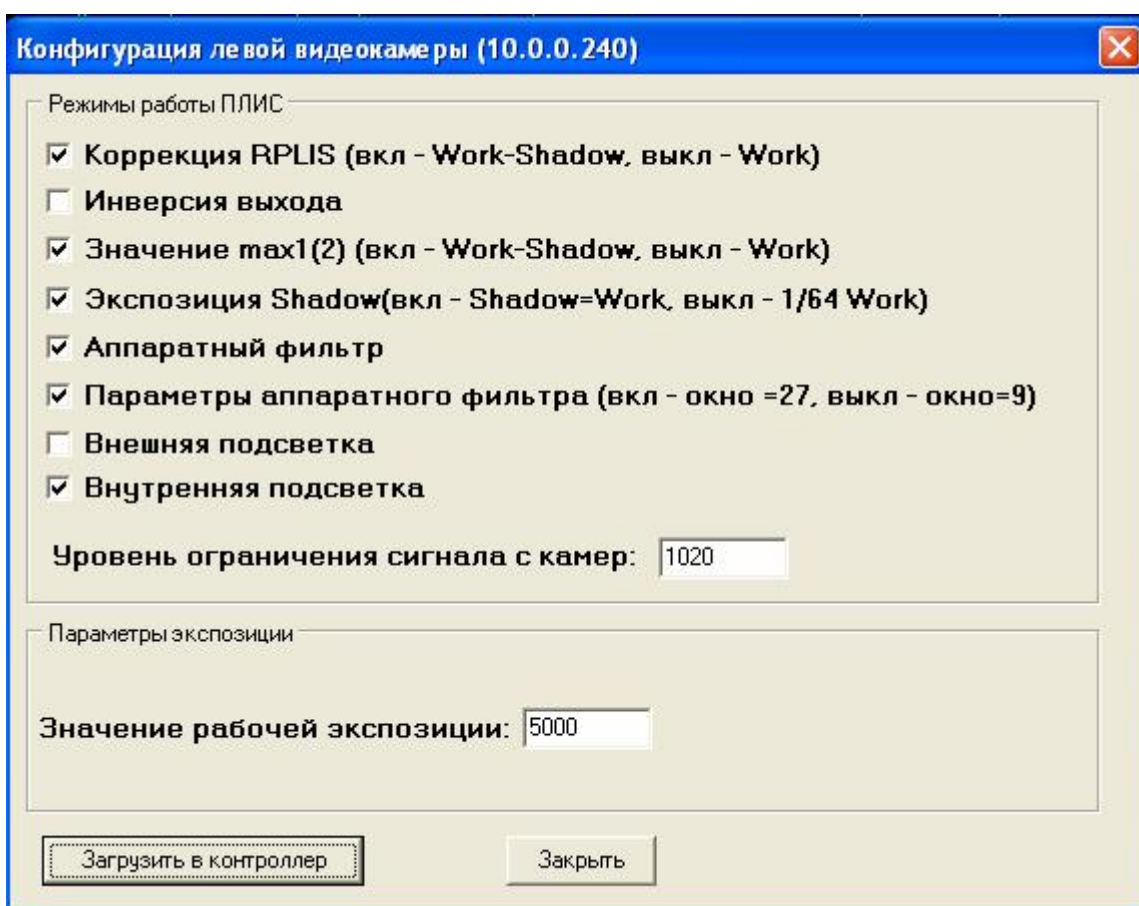 Конфигурация левой видеокамеры (10.0.0.240)
Режимы работы ПЛИС
Коррекция RPLIS (вкл - Work-Shadow, выкл - Work)
Инверсия выхода
Значение max1(2) (вкл - Work-Shadow, выкл - Work)
Экспозиция Shadow(вкл - Shadow=Work, выкл - 1/64 Work)
Аппаратный фильтр
Параметры аппаратного фильтра (вкл - окно =27, выкл - окно=9)
Внешняя подсветка
Внутренняя подсветка
Уровень ограничения сигнала с камер: 1020
Параметры экспозиции
Значение рабочей экспозиции: 5000
Загрузить в контроллер Закрыть